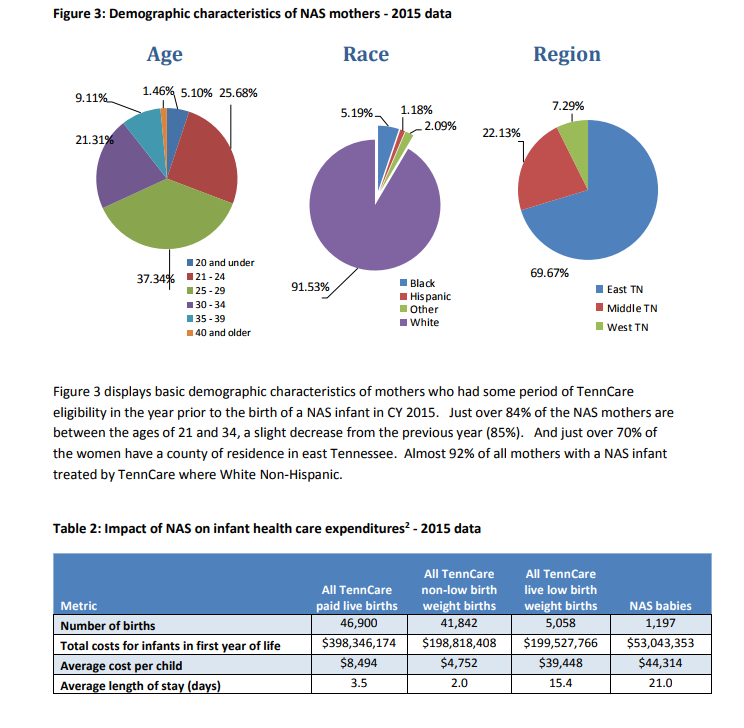 Figure 3: Demographic characteristics of NAS mothers - 2015 data
Age
Race
Region
9.11%
1.46%
5.10%
25.68%
21.31%
37.34%
20 and under
21 - 24
25 - 29
30 - 34
35 - 39
40 and older
5.19%
1.18%
2.09%
91.53%
Black
Hispanic
Other
White
7.29%
22.13%
69.67%
East TN
Middle TN
West TN
Figure 3 displays basic demographic characteristics of mothers who had some period of TennCare
eligibility in the year prior to the birth of a NAS infant in CY 2015. Just over 84% of the NAS mothers are
between the ages of 21 and 34, a slight decrease from the previous year (85%). And just over 70% of
the women have a county of residence in east Tennessee. Almost 92% of all mothers with a NAS infant
treated by TennCare where White Non-Hispanic.
Table 2: Impact of NAS on infant health care expenditures² - 2015 data
Metric
All TennCare
paid live births
All TennCare
non-low birth
weight births
All TennCare
live low birth
weight births
NAS babies
Number of births 46,900 41,842 5,058 1,197
Total costs for infants in first year of life $398,346,174 $198,818,408 $199,527,766 $53,043,353
Average cost per child $8,494 $4,752 $39,448 $44,314
Average length of stay (days) 3.5 2.0 15.4 21.0